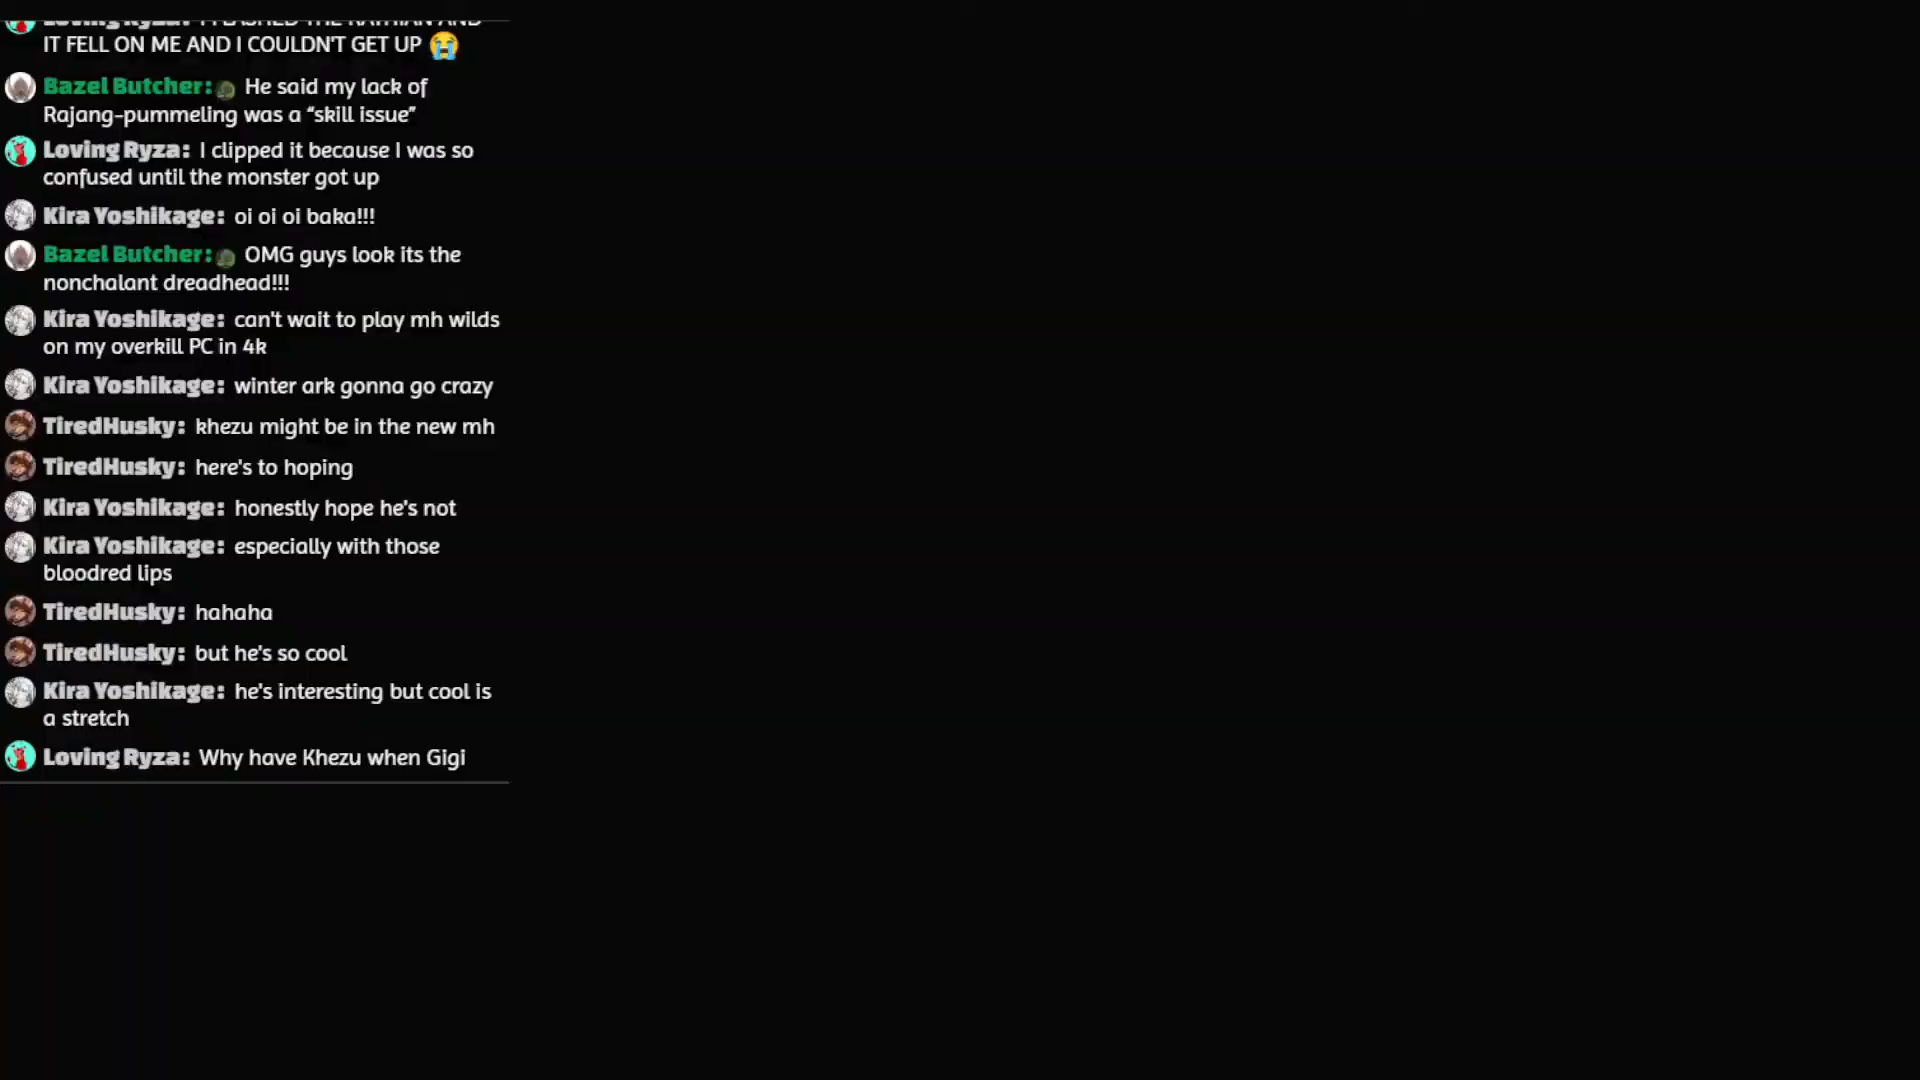 Loving Ryza: I FLASHED THE RATHIAN AND
IT FELL ON ME AND I COULDN'T GET UP 😭
Bazel Butcher: He said my lack of
Rajang-pummeling was a “skill issue”
Loving Ryza: I clipped it because I was so
confused until the monster got up
Kira Yoshikage: oi oi oi baka!!!
Bazel Butcher: OMG guys look its the
nonchalant dreadhead!!!
Kira Yoshikage: can't wait to play mh wilds
on my overkill PC in 4k
Kira Yoshikage: winter ark gonna go crazy
TiredHusky: khezu might be in the new mh
TiredHusky: here's to hoping
Kira Yoshikage: honestly hope he's not
Kira Yoshikage: especially with those
bloodred lips
TiredHusky: hahaha
TiredHusky: but he's so cool
Kira Yoshikage: he's interesting but cool is
a stretch
Loving Ryza: Why have Khezu when Gigi